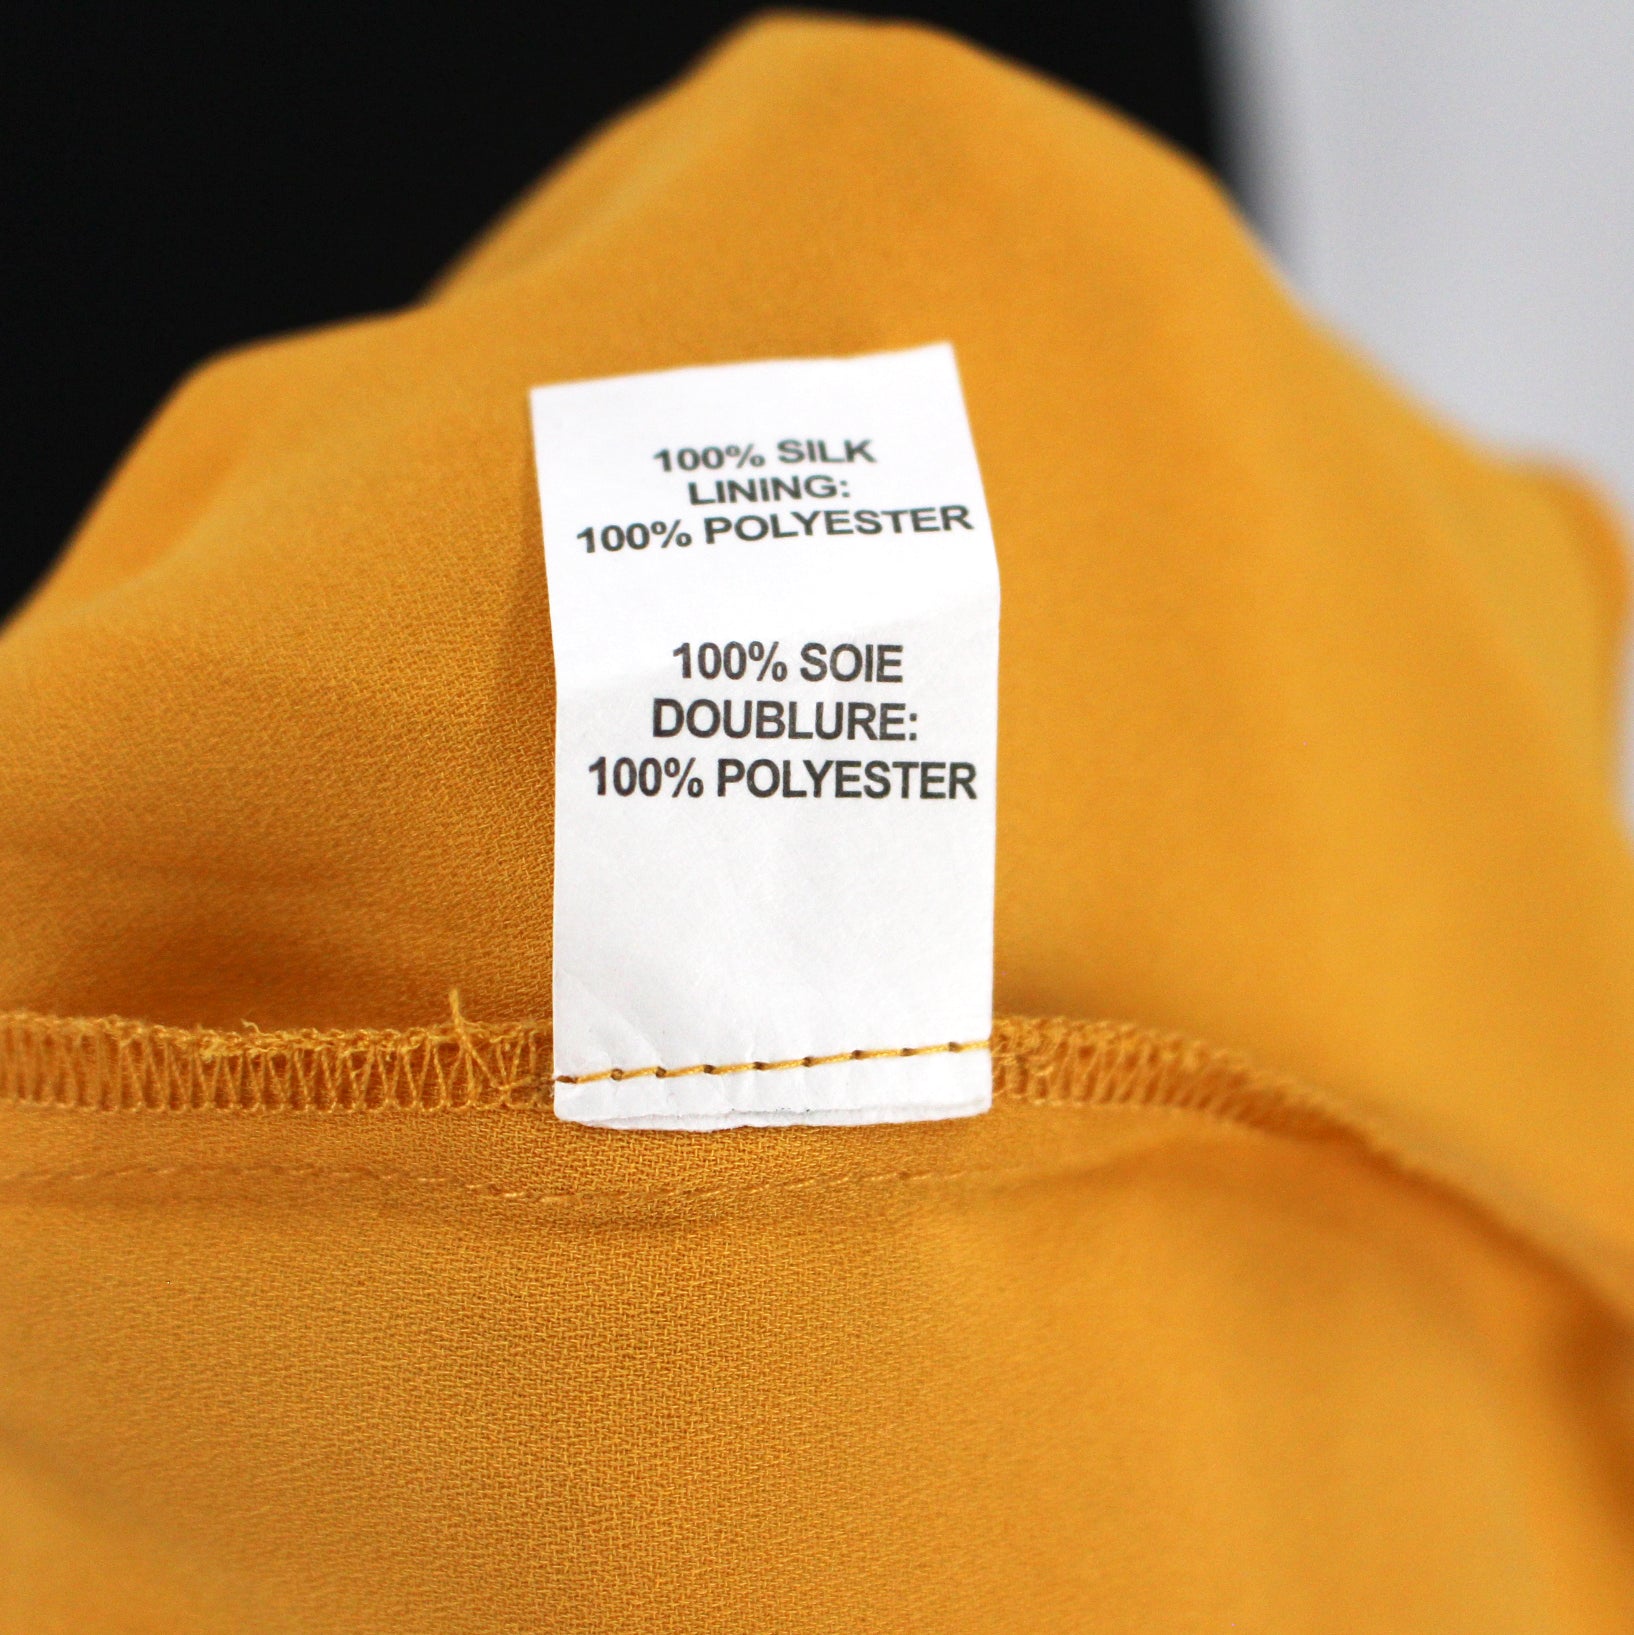 100% SILK
LINING:
100% POLYESTER
100% SOIE
DOUBLURE:
100% POLYESTER